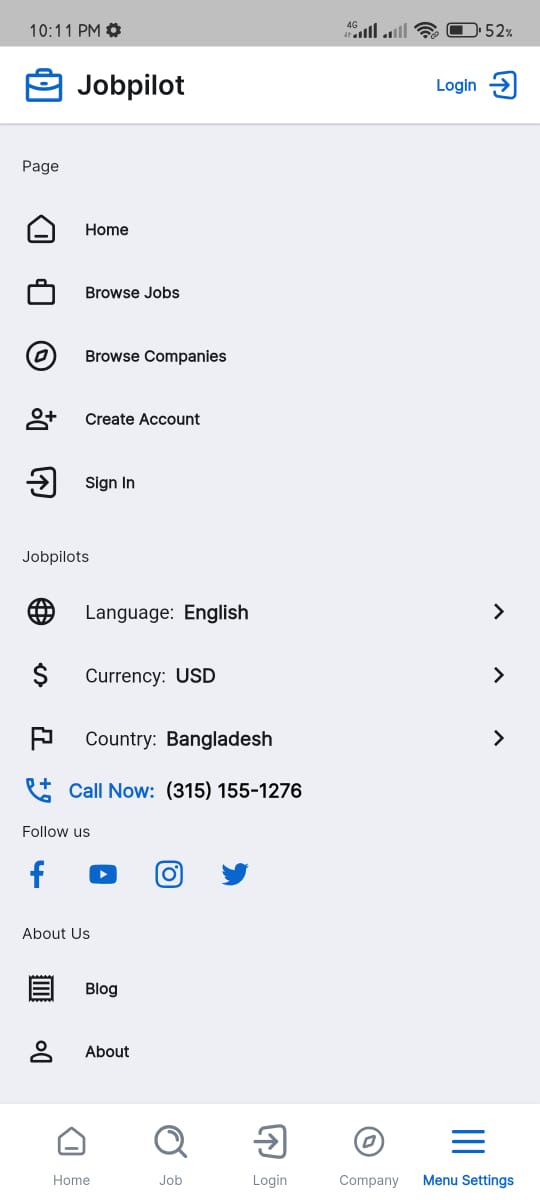 10:11 PM 4G 52%
Jobpilot Login
Page
Home
Browse Jobs
Browse Companies
Create Account
Sign In
Jobpilots
Language: English
Currency: USD
Country: Bangladesh
Call Now: (315) 155-1276
Follow us
About Us
Blog
About
Home Job Login Company Menu Settings